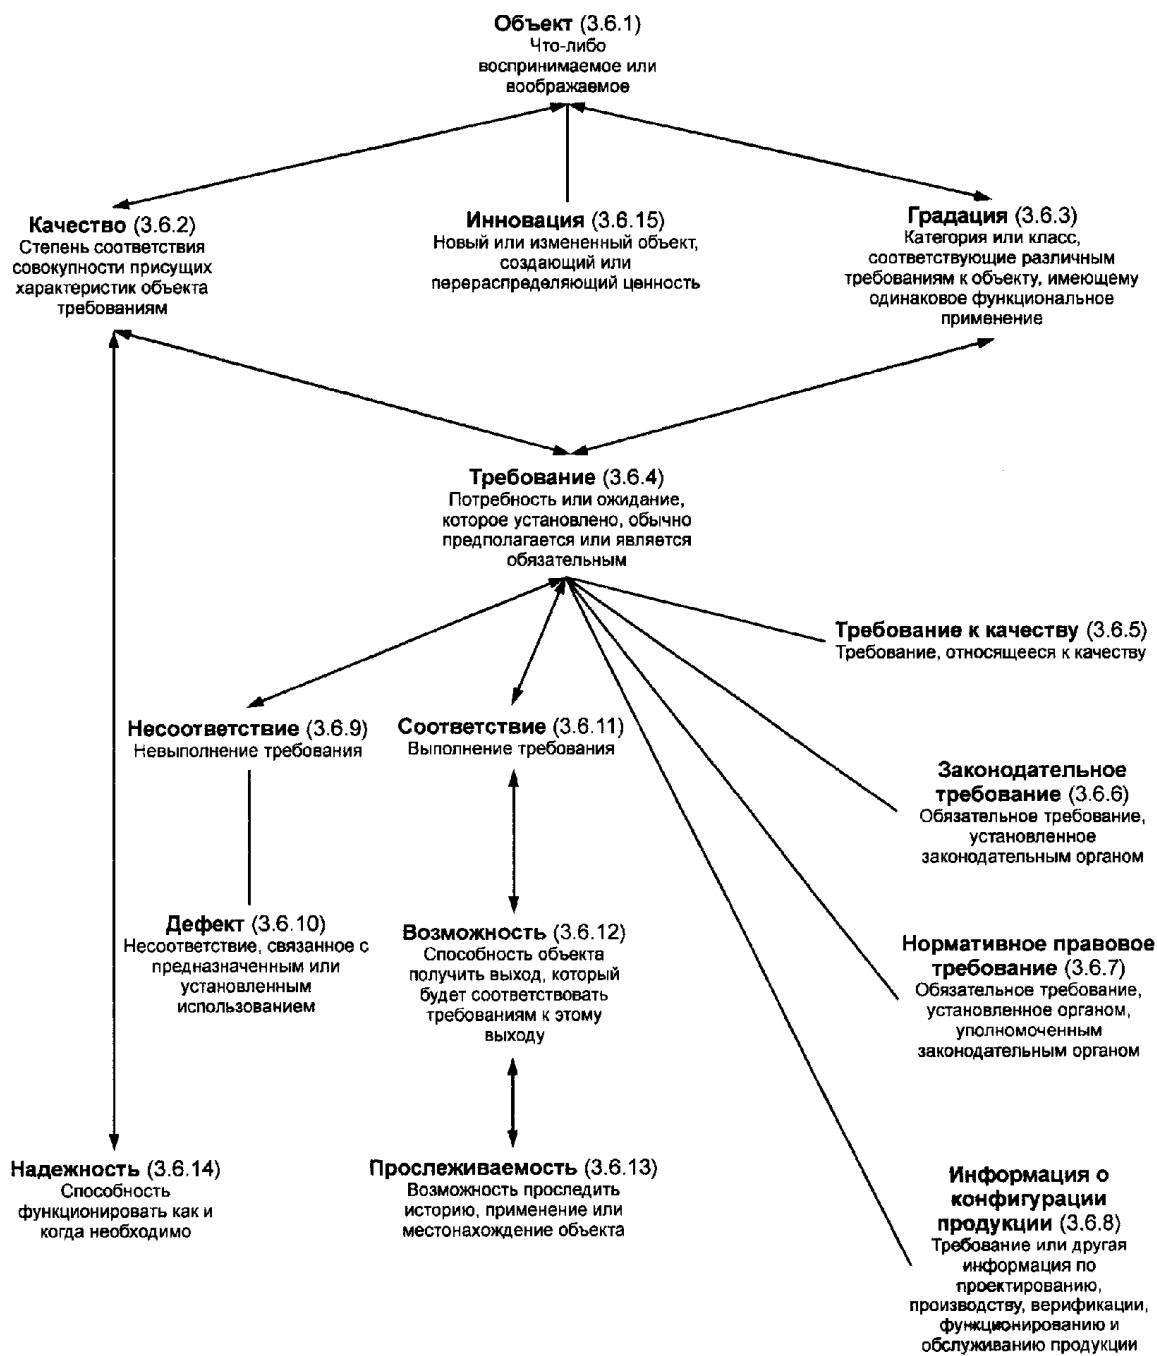 Объект (3.6.1)
Что-либо
воспринимаемое или
воображаемое
Качество (3.6.2)
Степень соответствия
совокупности присущих
характеристик объекта
требованиям
Инновация (3.6.15)
Новый или измененный объект,
создающий или
перераспределяющий ценность
Градация (3.6.3)
Категория или класс,
соответствующие различным
требованиям к объекту, имеющему
одинаковое функциональное
применение
Требование (3.6.4)
Потребность или ожидание,
которое установлено, обычно
предполагается или является
обязательным
Требование к качеству (3.6.5)
Требование, относящееся к качеству
Несоответствие (3.6.9)
Невыполнение требования
Соответствие (3.6.11)
Выполнение требования
Законодательное
требование (3.6.6)
Обязательное требование,
установленное
законодательным органом
Дефект (3.6.10)
Несоответствие, связанное с
предназначенным или
установленным
использованием
Возможность (3.6.12)
Способность объекта
получить выход, который
будет соответствовать
требованиям к этому
выходу
Нормативное правовое
требование (3.6.7)
Обязательное требование,
установленное органом,
уполномоченным
законодательным органом
Надежность (3.6.14)
Способность
функционировать как и
когда необходимо
Прослеживаемость (3.6.13)
Возможность проследить
историю, применение или
местонахождение объекта
Информация о
конфигурации
продукции (3.6.8)
Требование или другая
информация по
проектированию,
производству, верификации,
функционированию и
обслуживанию продукции